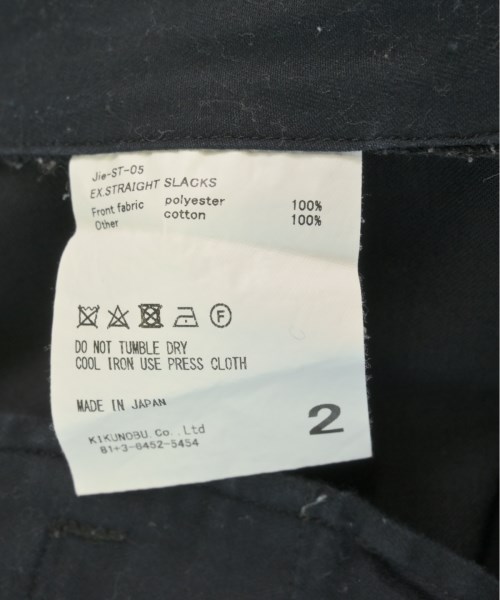 Jie-ST-05
EX.STRAIGHT SLACKS
Front fabric polyester 100%
Other cotton 100%
F
DO NOT TUMBLE DRY
COOL IRON USE PRESS CLOTH
MADE IN JAPAN
2
KIKUNOBU.Co.,Ltd
81+3-6452-5454